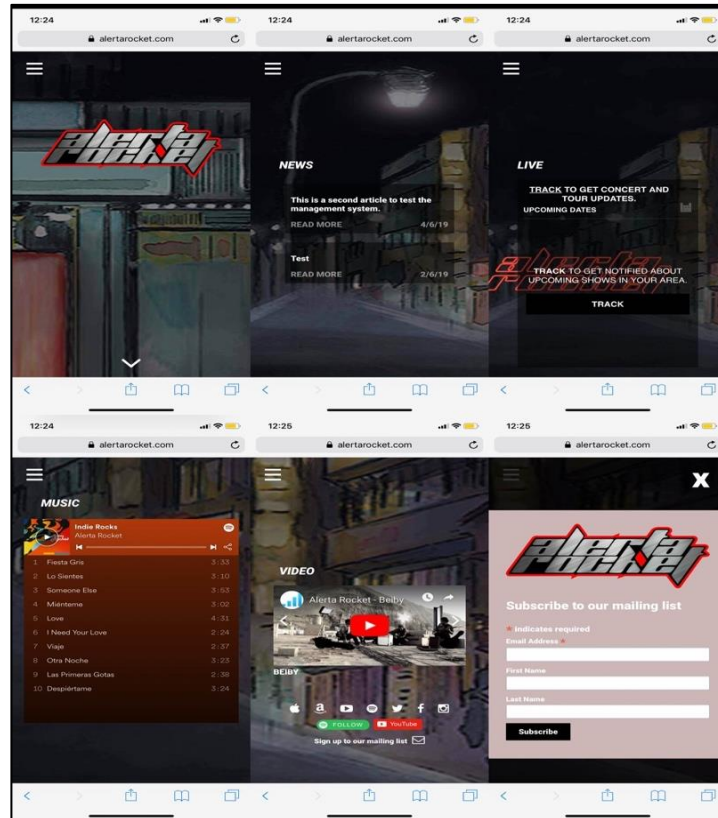 12:24
alertarocket.com
alerta
rocket
12:24
alertarocket.com
NEWS
This is a second article to test the
management system.
READ MORE 4/6/19
Test
READ MORE 2/6/19
12:24
alertarocket.com
LIVE
TRACK TO GET CONCERT AND
TOUR UPDATES.
UPCOMING DATES
alerta
TRACK TO GET NOTIFIED ABOUT
UPCOMING SHOWS IN YOUR AREA.
TRACK
12:24
alertarocket.com
MUSIC
Indie Rocks
Alerta Rocket
1 Fiesta Gris 3:33
2 Lo Sientes 3:10
3 Someone Else 3:53
4 Miénteme 3:02
5 Love 4:31
6 I Need Your Love 2:24
7 Viaje 2:37
8 Otra Noche 3:23
9 Las Primeras Gotas 2:38
10 Despiértame 3:24
12:25
alertarocket.com
VIDEO
Alerta Rocket - Beiby
BEIBY
FOLLOW YouTube
Sign up to our mailing list
12:25
alertarocket.com
X
alerta
rocket
Subscribe to our mailing list
* Indicates required
Email Address *
First Name
Last Name
Subscribe